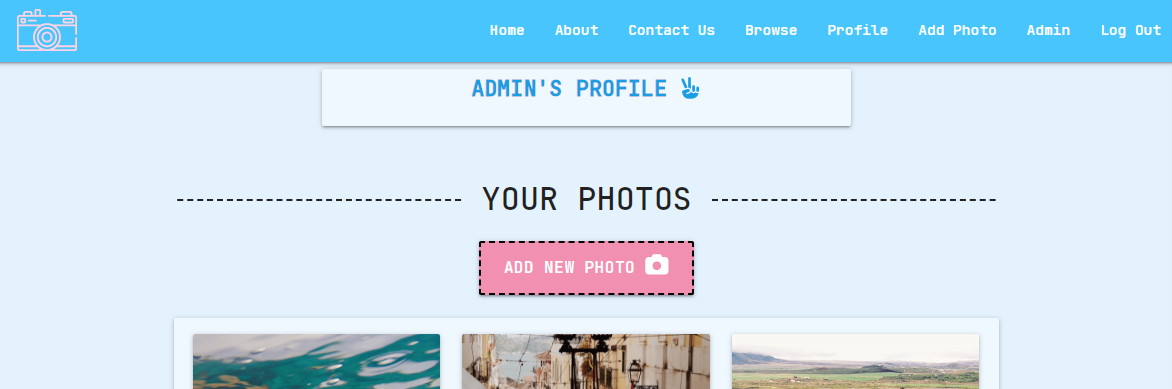 Home About Contact Us Browse Profile Add Photo Admin Log Out
ADMIN'S PROFILE
YOUR PHOTOS
ADD NEW PHOTO